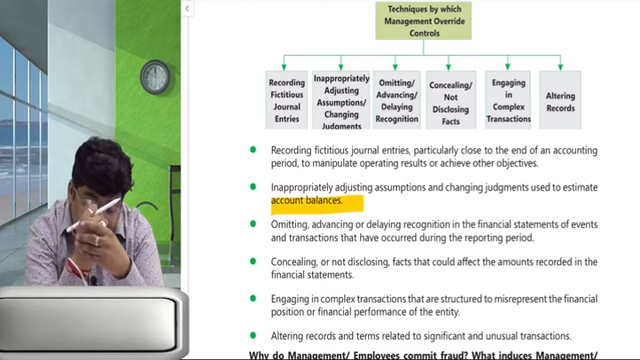 Techniques by which
Management Override
Controls
Recording
Fictitious
Journal
Entries
Inappropriately
Adjusting
Assumptions/
Changing
Judgments
Omitting/
Advancing/
Delaying
Recognition
Concealing/
Not
Disclosing
Facts
Engaging
in
Complex
Transactions
Altering
Records
Recording fictitious journal entries, particularly close to the end of an accounting
period, to manipulate operating results or achieve other objectives.
Inappropriately adjusting assumptions and changing judgments used to estimate
account balances.
Omitting, advancing or delaying recognition in the financial statements of events
and transactions that have occurred during the reporting period.
Concealing, or not disclosing, facts that could affect the amounts recorded in the
financial statements.
Engaging in complex transactions that are structured to misrepresent the financial
position or financial performance of the entity.
Altering records and terms related to significant and unusual transactions.
Why do Management/ Employees commit fraud? What induces Management/